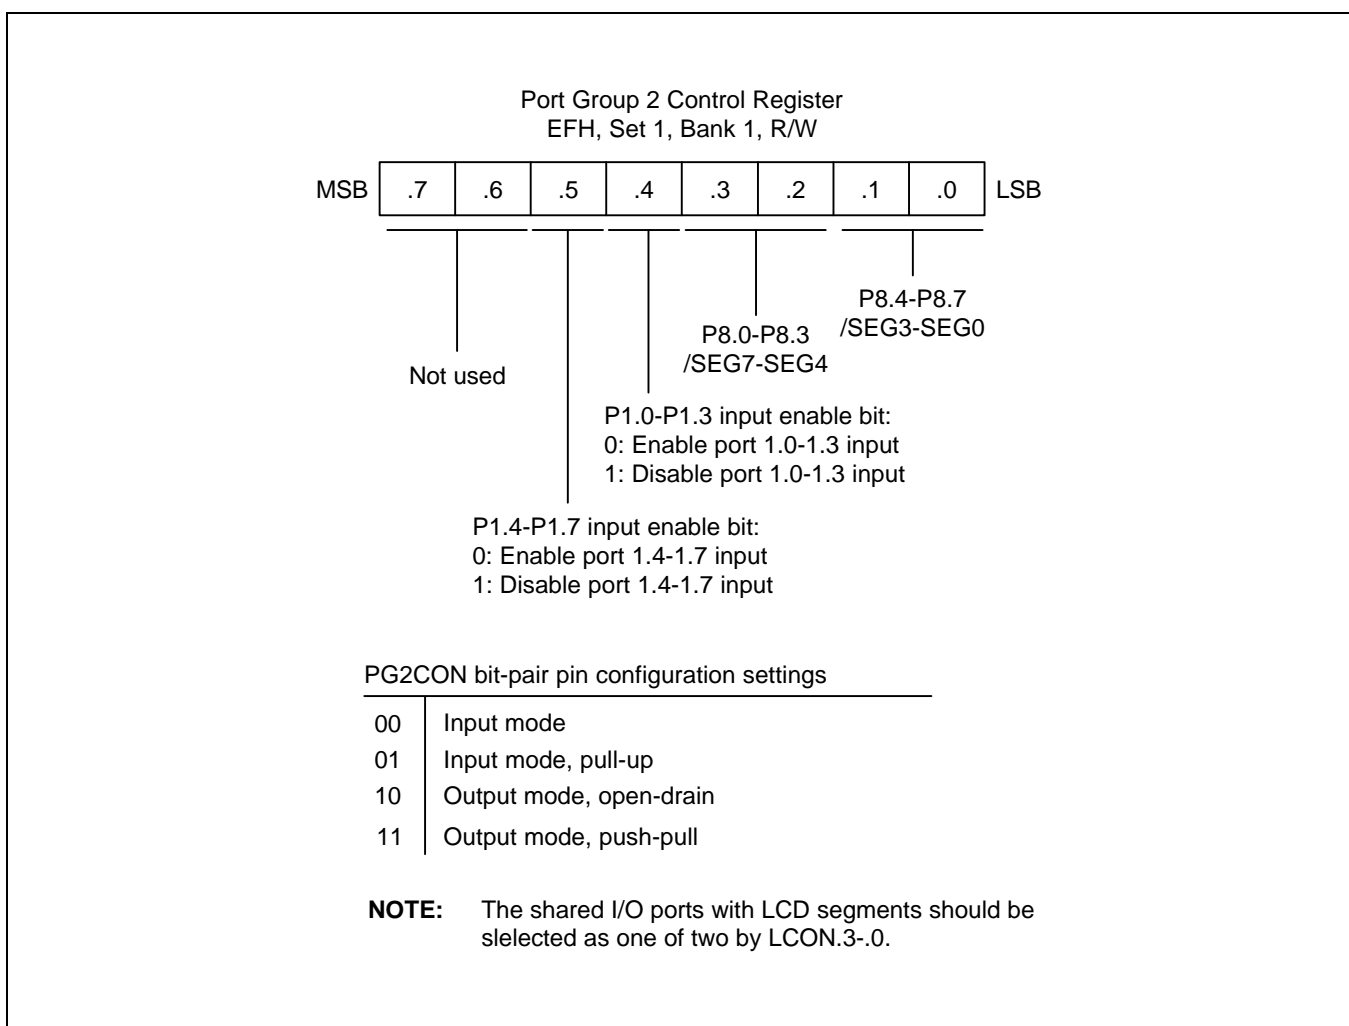 Port Group 2 Control Register
EFH, Set 1, Bank 1, R/W
MSB .7 .6 .5 .4 .3 .2 .1 .0 LSB
P8.4-P8.7
/SEG3-SEG0
P8.0-P8.3
/SEG7-SEG4
Not used
P1.0-P1.3 input enable bit:
0: Enable port 1.0-1.3 input
1: Disable port 1.0-1.3 input
P1.4-P1.7 input enable bit:
0: Enable port 1.4-1.7 input
1: Disable port 1.4-1.7 input
PG2CON bit-pair pin configuration settings
00 Input mode
01 Input mode, pull-up
10 Output mode, open-drain
11 Output mode, push-pull
NOTE: The shared I/O ports with LCD segments should be
slelected as one of two by LCON.3-.0.